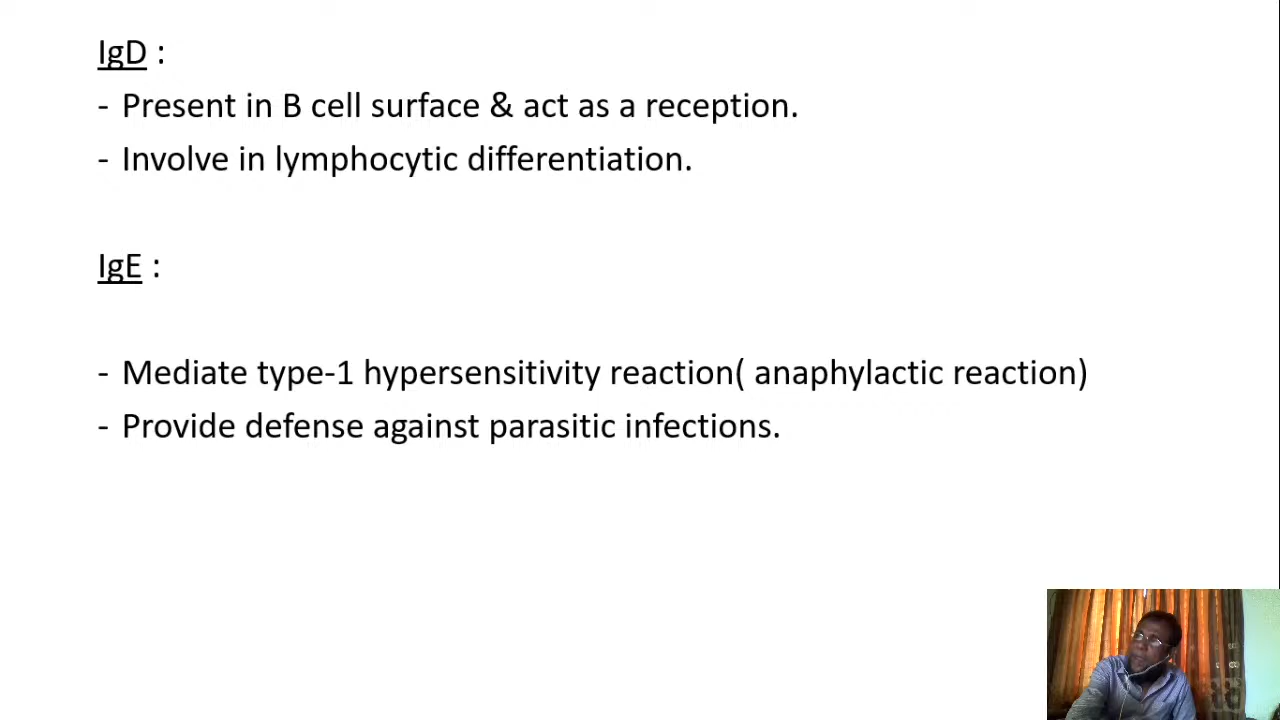 IgD :
- Present in B cell surface & act as a reception.
- Involve in lymphocytic differentiation.
IgE :
- Mediate type-1 hypersensitivity reaction( anaphylactic reaction)
- Provide defense against parasitic infections.